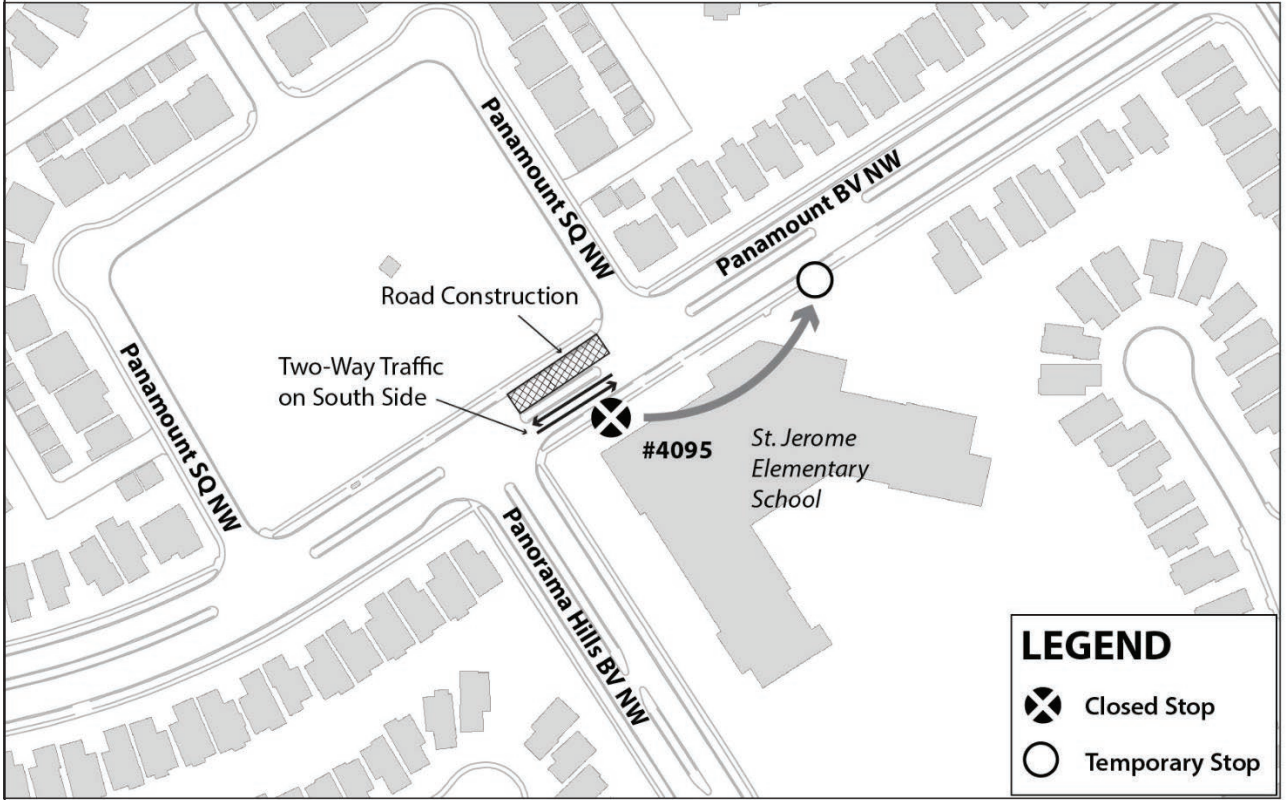 Panamount SQ NW
Panamount BV NW
Road Construction
Two-Way Traffic
on South Side
Panamount SQ NW
#4095
St. Jerome
Elementary
School
Panorama Hills BV NW
LEGEND
Closed Stop
Temporary Stop